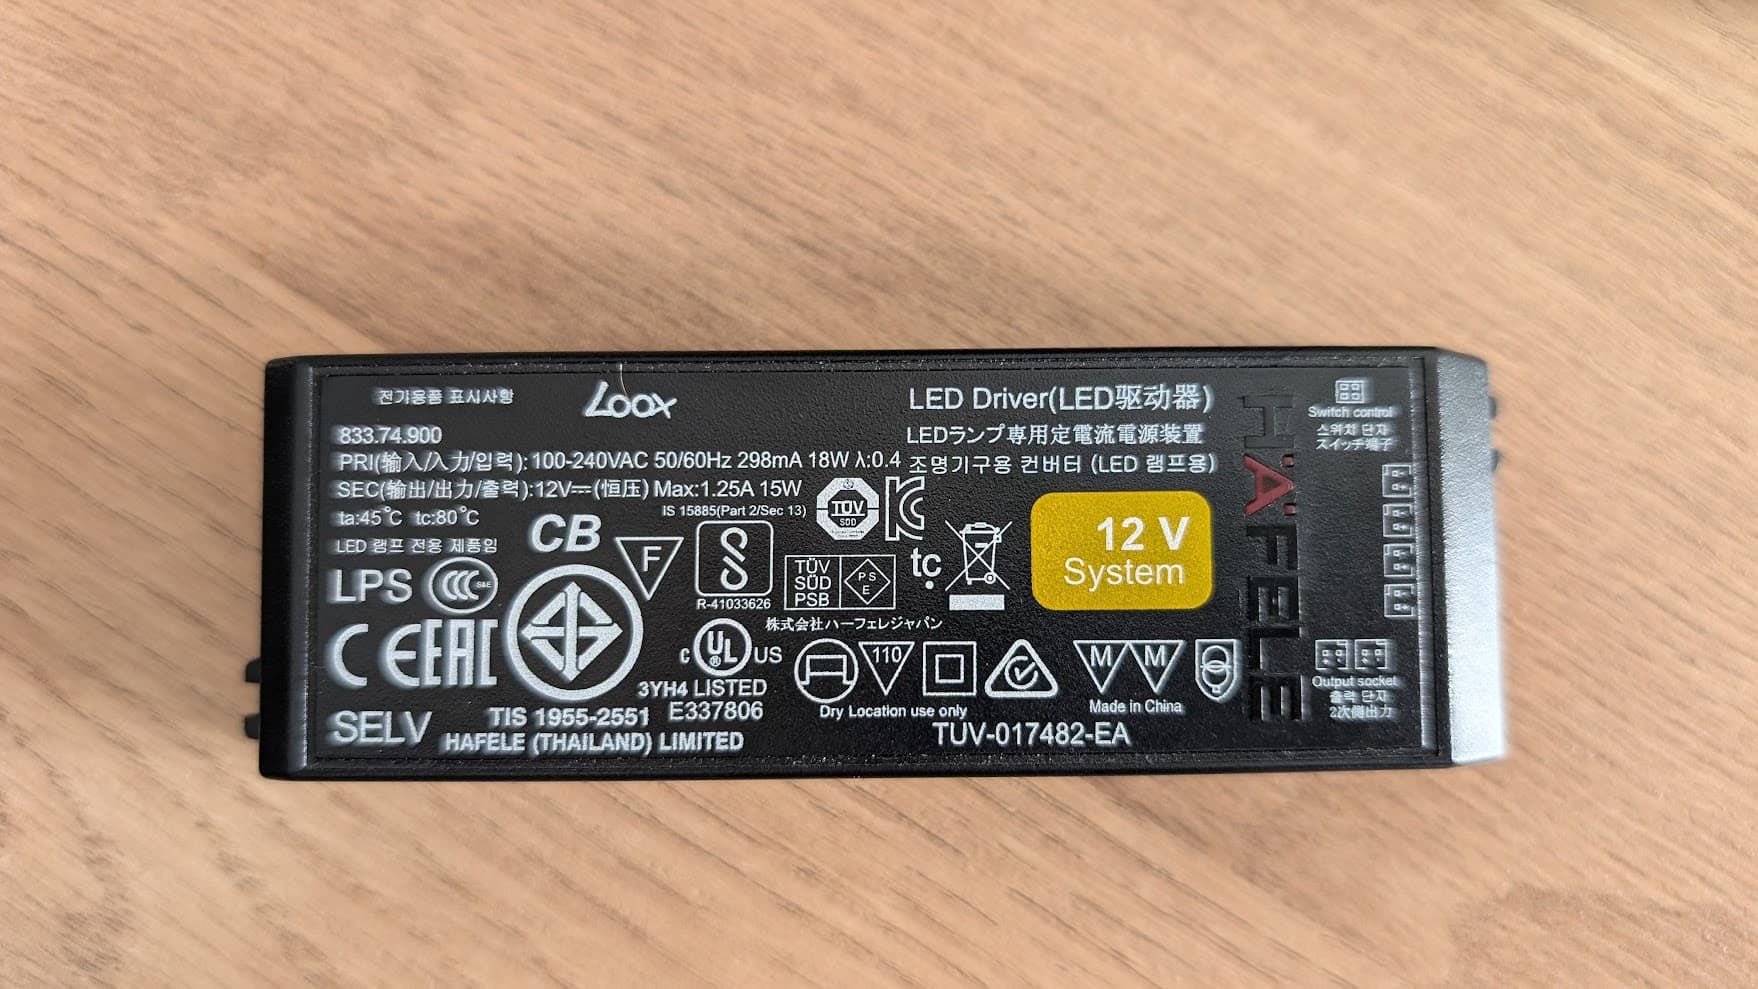 전기용품 표시사항
Loox
833.74.900
PRI(输入/入力/입력):100-240VAC 50/60Hz 298mA 18W λ:0.4
SEC(输出/出力/출력):12V⎓(恒压) Max:1.25A 15W
ta:45°C tc:80°C
IS 15885(Part 2/Sec 13)
LED 램프 전용 제품임
LED Driver(LED驱动器)
LEDランプ専用定電流電源装置
조명기구용 컨버터 (LED 램프용)
CB
F
R-41033626
TÜV
SÜD
KC
TÜV
SÜD
PSB
PS
E
tc
12 V
System
LPS
CCC S&E
CE EAC
SELV
TIS 1955-2551
HAFELE (THAILAND) LIMITED
株式会社ハーフェレジャパン
c UL ® US
3YH4 LISTED
E337806
110
Dry Location use only
M M
Made in China
TUV-017482-EA
HÄFELE
Switch control
스위치 단자
スイッチ端子
Output socket
출력 단자
2次側出力